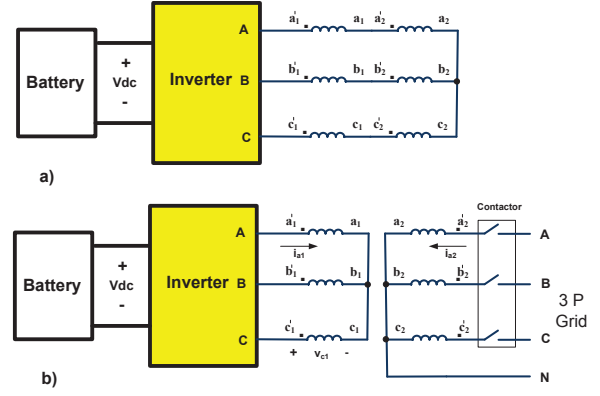 A a'₁ a₁ a'₂ a₂
+
Battery Vdc Inverter B b'₁ b₁ b'₂ b₂
-
C c'₁ c₁ c'₂ c₂
a)
Contactor
A a'₁ a₁ a₂ a'₂ A
iₐ₁ iₐ₂
+
Battery Vdc Inverter B b'₁ b₁ b₂ b'₂ B
-
3 P
Grid
C c'₁ c₁ c₂ c'₂ C
+ v_c1 -
b) N